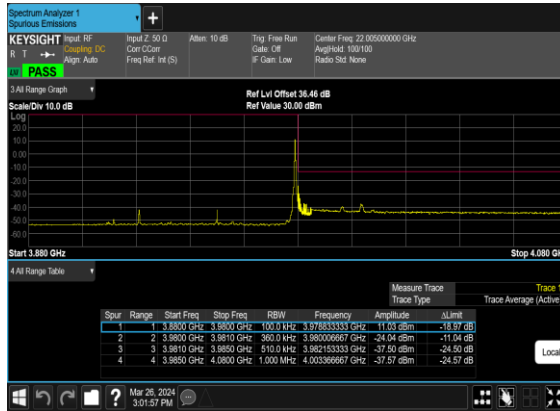 Spectrum Analyzer 1
Spurious Emissions
KEYSIGHT Input: RF Input Z: 50 Ω Atten: 10 dB Trig: Free Run Center Freq: 22.005000000 GHz
R T Coupling: DC Corr CCorr Gate: Off Avg|Hold: 100/100
Align: Auto Freq Ref: Int (S) IF Gain: Low Radio Std: None
PASS
3 All Range Graph
Ref Lvl Offset 36.46 dB
Scale/Div 10.0 dB Ref Value 30.00 dBm
Log
20.0
10.0
0.00
-10.0
-20.0
-30.0
-40.0
-50.0
-60.0
Start 3.880 GHz Stop 4.080 GH
4 All Range Table
Measure Trace Trace 1
Trace Type Trace Average (Active
Spur Range Start Freq Stop Freq RBW Frequency Amplitude ΔLimit
1 1 3.8800 GHz 3.9800 GHz 100.0 kHz 3.978833333 GHz 11.03 dBm -18.97 dB
2 2 3.9800 GHz 3.9810 GHz 360.0 kHz 3.980006667 GHz -24.04 dBm -11.04 dB
3 3 3.9810 GHz 3.9850 GHz 510.0 kHz 3.982153333 GHz -37.50 dBm -24.50 dB
4 4 3.9850 GHz 4.0800 GHz 1.000 MHz 4.003366667 GHz -37.57 dBm -24.57 dB
Local
Mar 26, 2024
3:01:57 PM